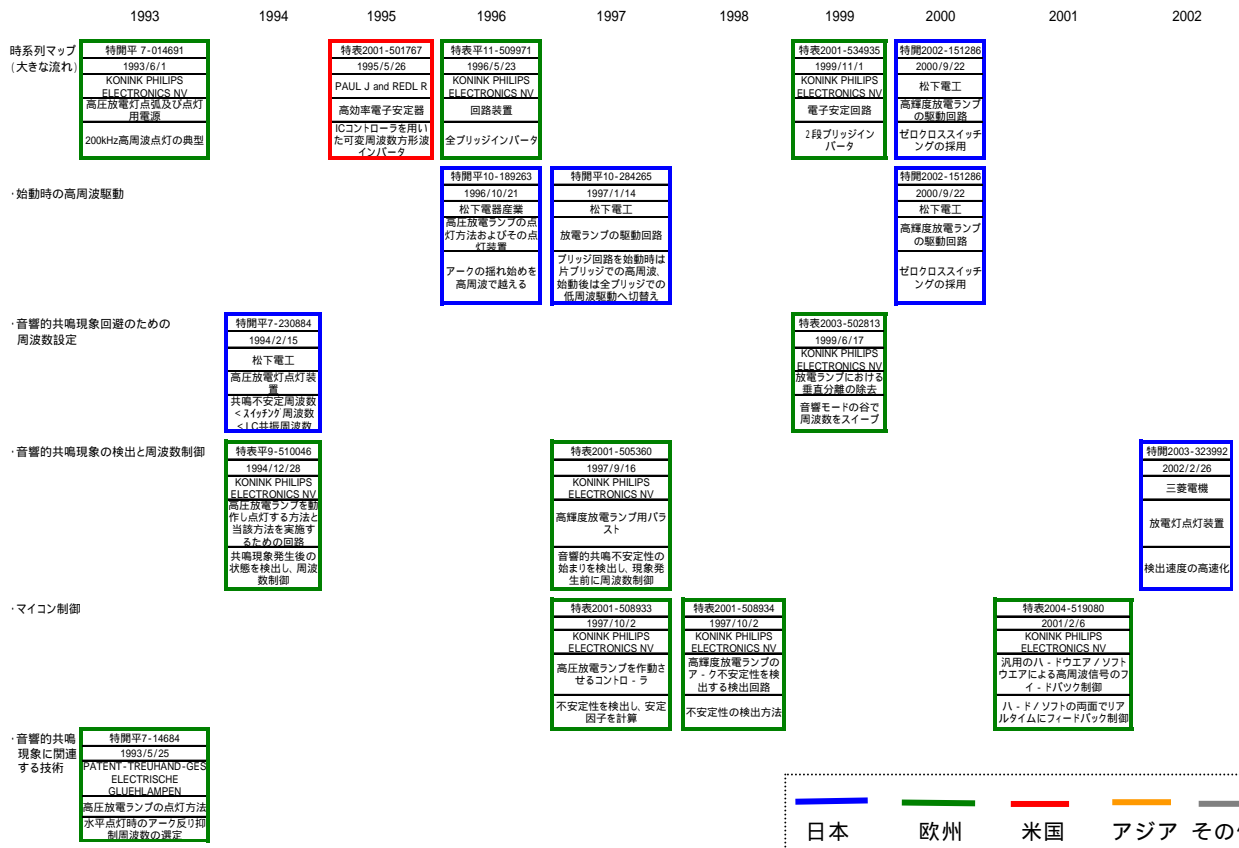 1993 1994 1995 1996 1997 1998 1999 2000 2001 2002
時系列マップ
(大きな流れ)
特開平 7-014691
1993/6/1
KONINK PHILIPS
ELECTRONICS NV
高圧放電灯点弧及び点灯
用電源
200kHz高周波点灯の典型
特表2001-501767
1995/5/26
PAUL J and REDL R
高効率電子安定器
ICコントローラを用い
た可変周波数方形波
インバータ
特表平11-509971
1996/5/23
KONINK PHILIPS
ELECTRONICS NV
回路装置
全ブリッジインバータ
特表2001-534935
1999/11/1
KONINK PHILIPS
ELECTRONICS NV
電子安定回路
2段ブリッジイン
バータ
特開2002-151286
2000/9/22
松下電工
高輝度放電ランプ
の駆動回路
ゼロクロススイッチ
ングの採用
・始動時の高周波駆動
特開平10-189263
1996/10/21
松下電器産業
高圧放電ランプの点
灯方法およびその点
灯装置
アークの揺れ始めを
高周波で越える
特開平10-284265
1997/1/14
松下電工
放電ランプの駆動回路
ブリッジ回路を始動時は
片ブリッジでの高周波、
始動後は全ブリッジでの
低周波駆動へ切替え
特開2002-151286
2000/9/22
松下電工
高輝度放電ランプ
の駆動回路
ゼロクロススイッチ
ングの採用
・音響的共鳴現象回避のための
周波数設定
特開平7-230884
1994/2/15
松下電工
高圧放電灯点灯装
置
共鳴不安定周波数
<スイッチング周波数
<LC共振周波数
特表2003-502813
1999/6/17
KONINK PHILIPS
ELECTRONICS NV
放電ランプにおける
垂直分離の除去
音響モードの谷で
周波数をスイープ
・音響的共鳴現象の検出と周波数制御
特表平9-510046
1994/12/28
KONINK PHILIPS
ELECTRONICS NV
高圧放電ランプを動
作し点灯する方法と
当該方法を実施す
るための回路
共鳴現象発生後の
状態を検出し、周波
数制御
特表2001-505360
1997/9/16
KONINK PHILIPS
ELECTRONICS NV
高輝度放電ランプ用バラ
スト
音響的共鳴不安定性の
始まりを検出し、現象発
生前に周波数制御
特開2003-323992
2002/2/26
三菱電機
放電灯点灯装置
検出速度の高速化
・マイコン制御
特表2001-508933
1997/10/2
KONINK PHILIPS
ELECTRONICS NV
高圧放電ランプを作動さ
せるコントロ-ラ
不安定性を検出し、安定
因子を計算
特表2001-508934
1997/10/2
KONINK PHILIPS
ELECTRONICS NV
高輝度放電ランプの
ア-ク不安定性を検
出する検出回路
不安定性の検出方法
特表2004-519080
2001/2/6
KONINK PHILIPS
ELECTRONICS NV
汎用のハ-ドウエア/ソフト
ウエアによる高周波信号のフ
イ-ドバツク制御
ハ-ド/ソフトの両面でリア
ルタイムにフィードバック制御
・音響的共鳴
現象に関連
する技術
特開平7-14684
1993/5/25
PATENT-TREUHAND-GES
ELECTRISCHE
GLUEHLAMPEN
高圧放電ランプの点灯方法
水平点灯時のアーク反り抑
制周波数の選定
日本 欧州 米国 アジア その